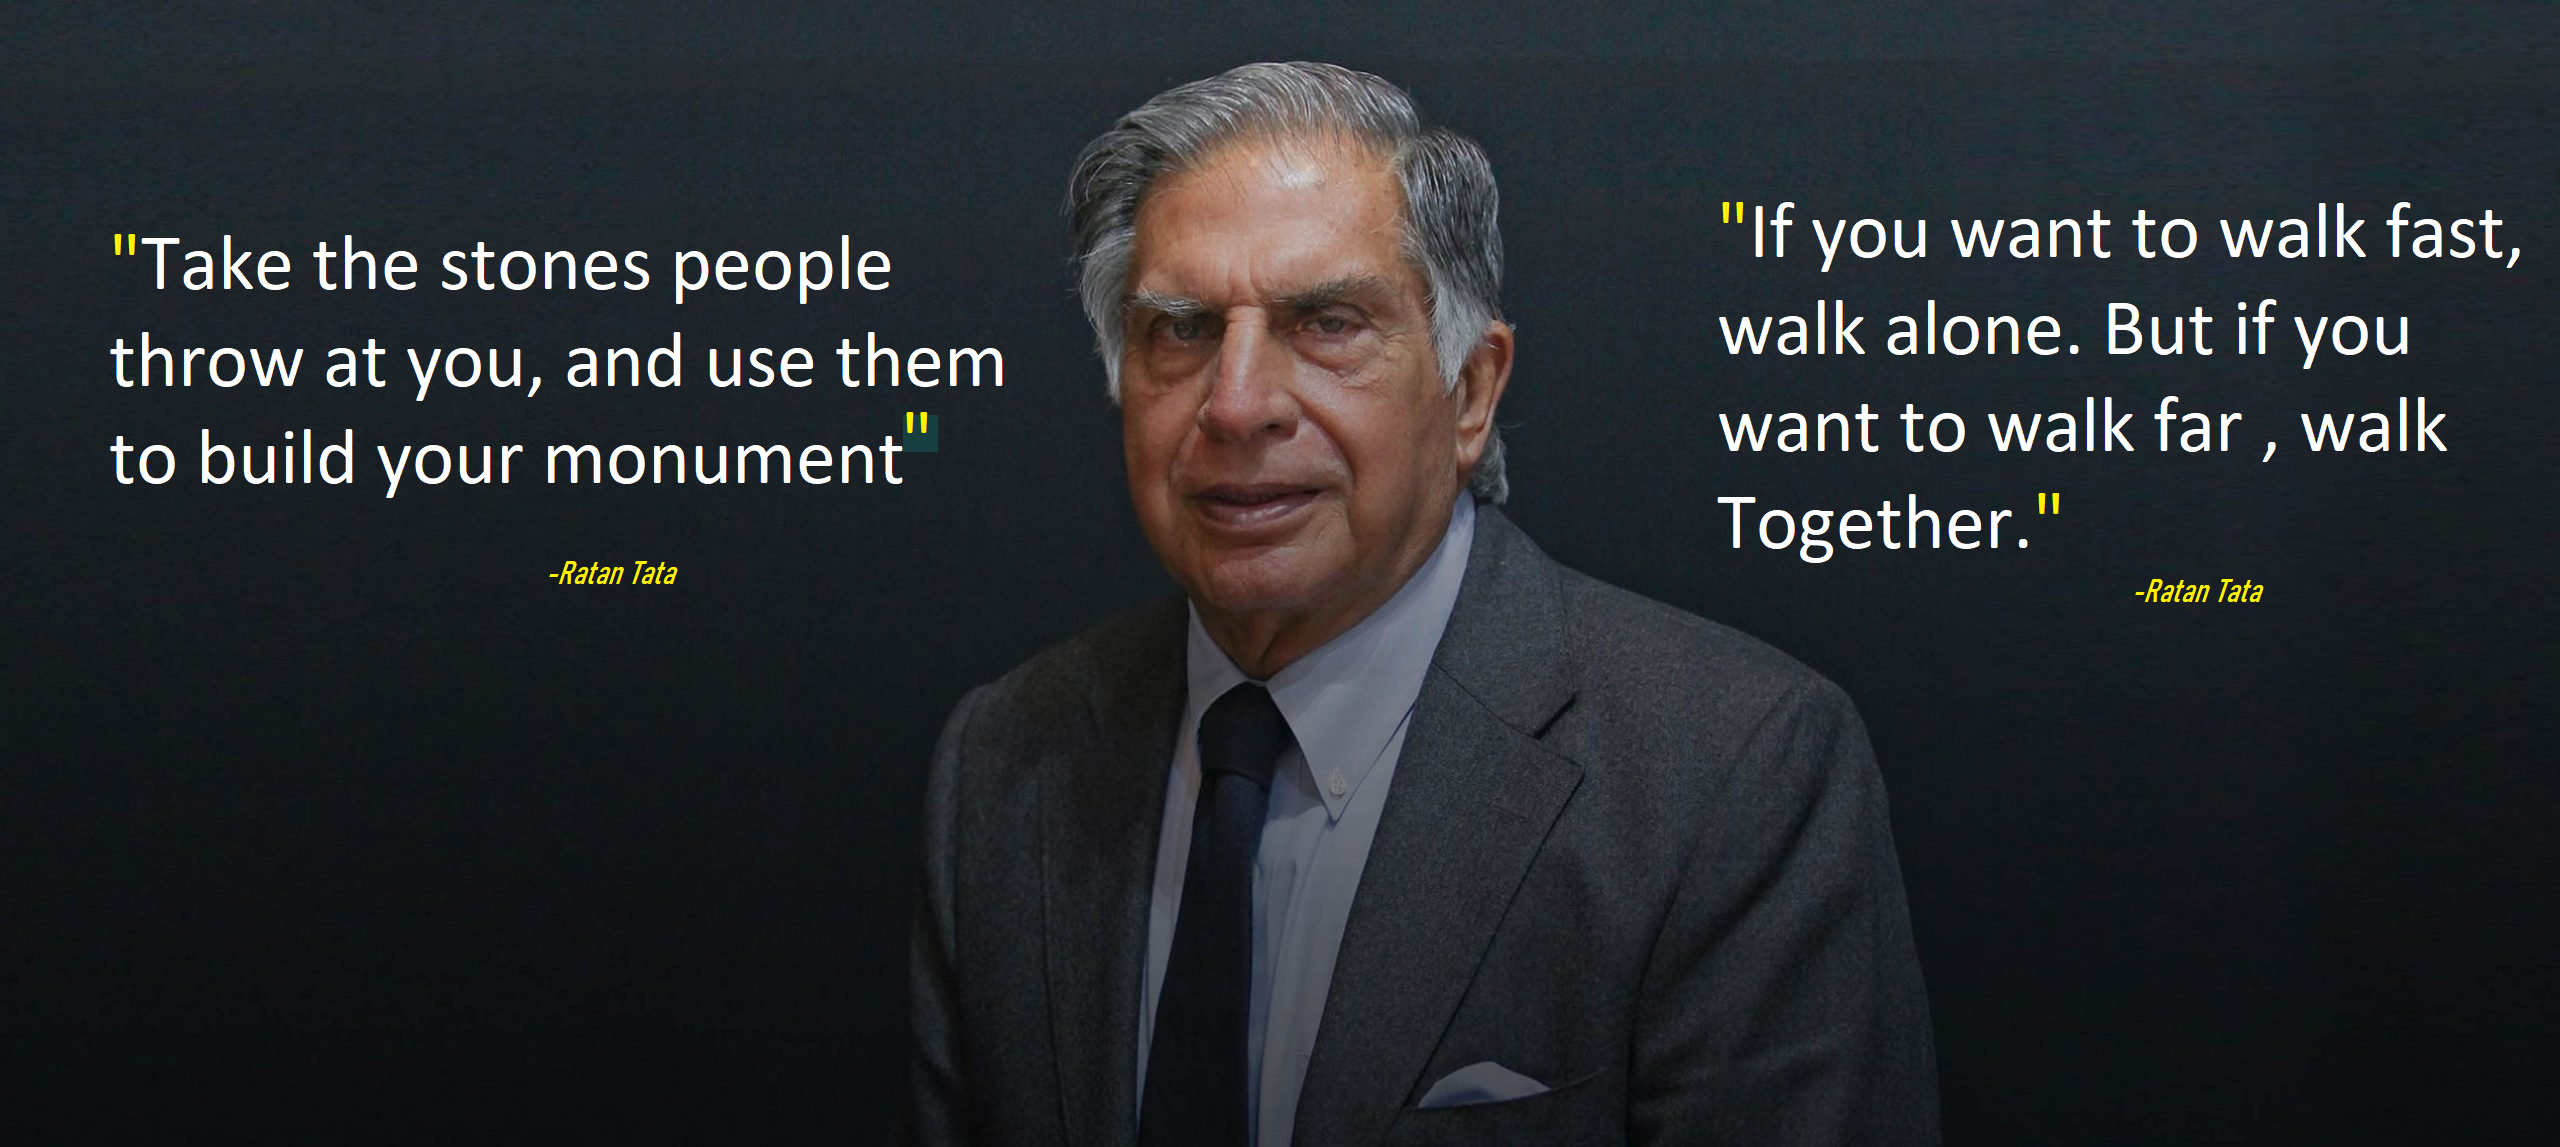 "Take the stones people
throw at you, and use them
to build your monument"
-Ratan Tata
"If you want to walk fast,
walk alone. But if you
want to walk far , walk
Together."
-Ratan Tata